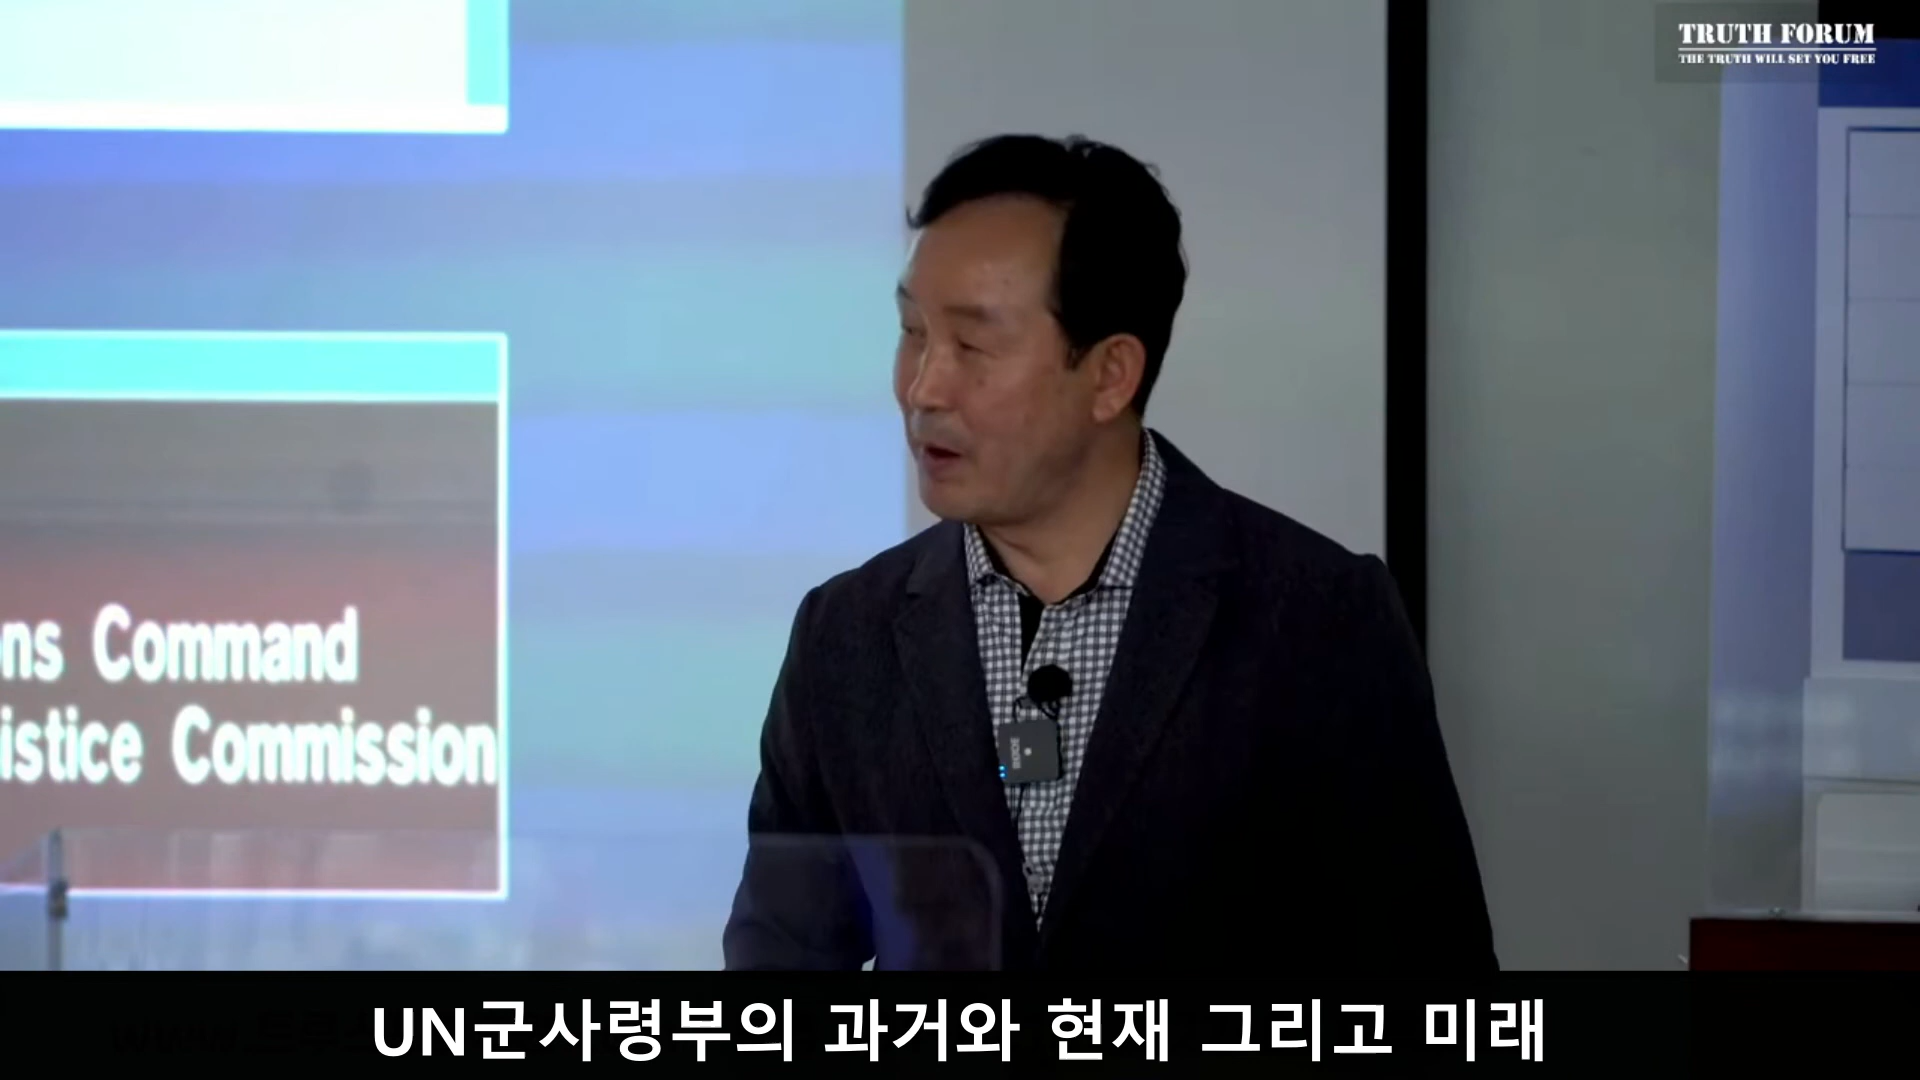 TRUTH FORUM
THE TRUTH WILL SET YOU FREE
ns Command
istice Commission
RODE
UN군사령부의 과거와 현재 그리고 미래